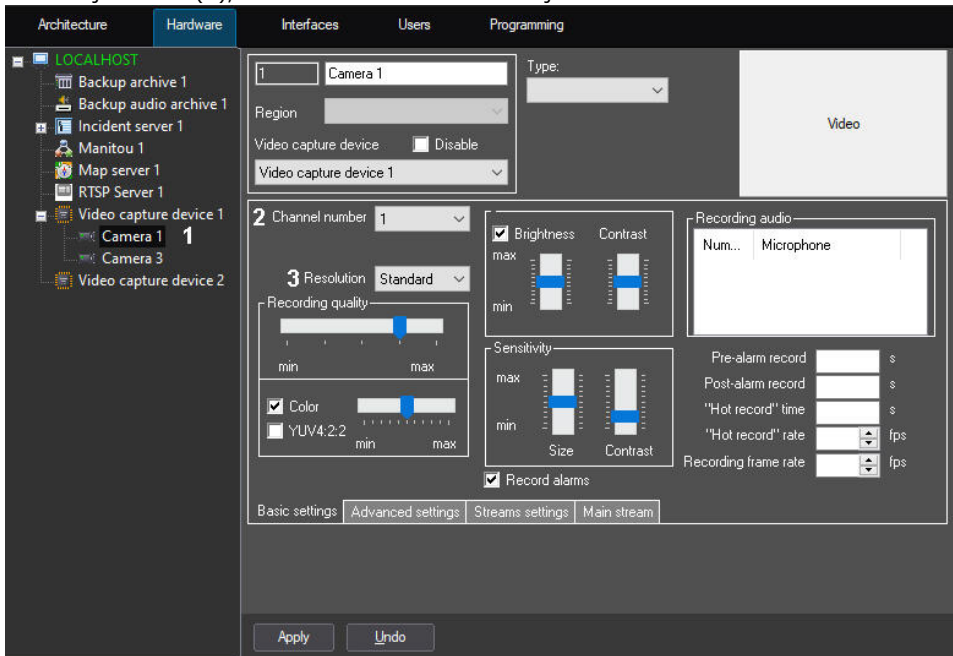 Architecture Hardware Interfaces Users Programming
LOCALHOST
Backup archive 1
Backup audio archive 1
Incident server 1
Manitou 1
Map server 1
RTSP Server 1
Video capture device 1
Camera 1 1
Camera 3
Video capture device 2
1 Camera 1
Region
Video capture device Disable
Video capture device 1
Type:
Video
2 Channel number 1
3 Resolution Standard
Recording quality
min max
Color
YUV4:2:2
min max
Brightness Contrast
max
min
Sensitivity
max
min
Size Contrast
Record alarms
Recording audio
Num... Microphone
Pre-alarm record s
Post-alarm record s
"Hot record" time s
"Hot record" rate fps
Recording frame rate fps
Basic settings Advanced settings Streams settings Main stream
Apply Undo